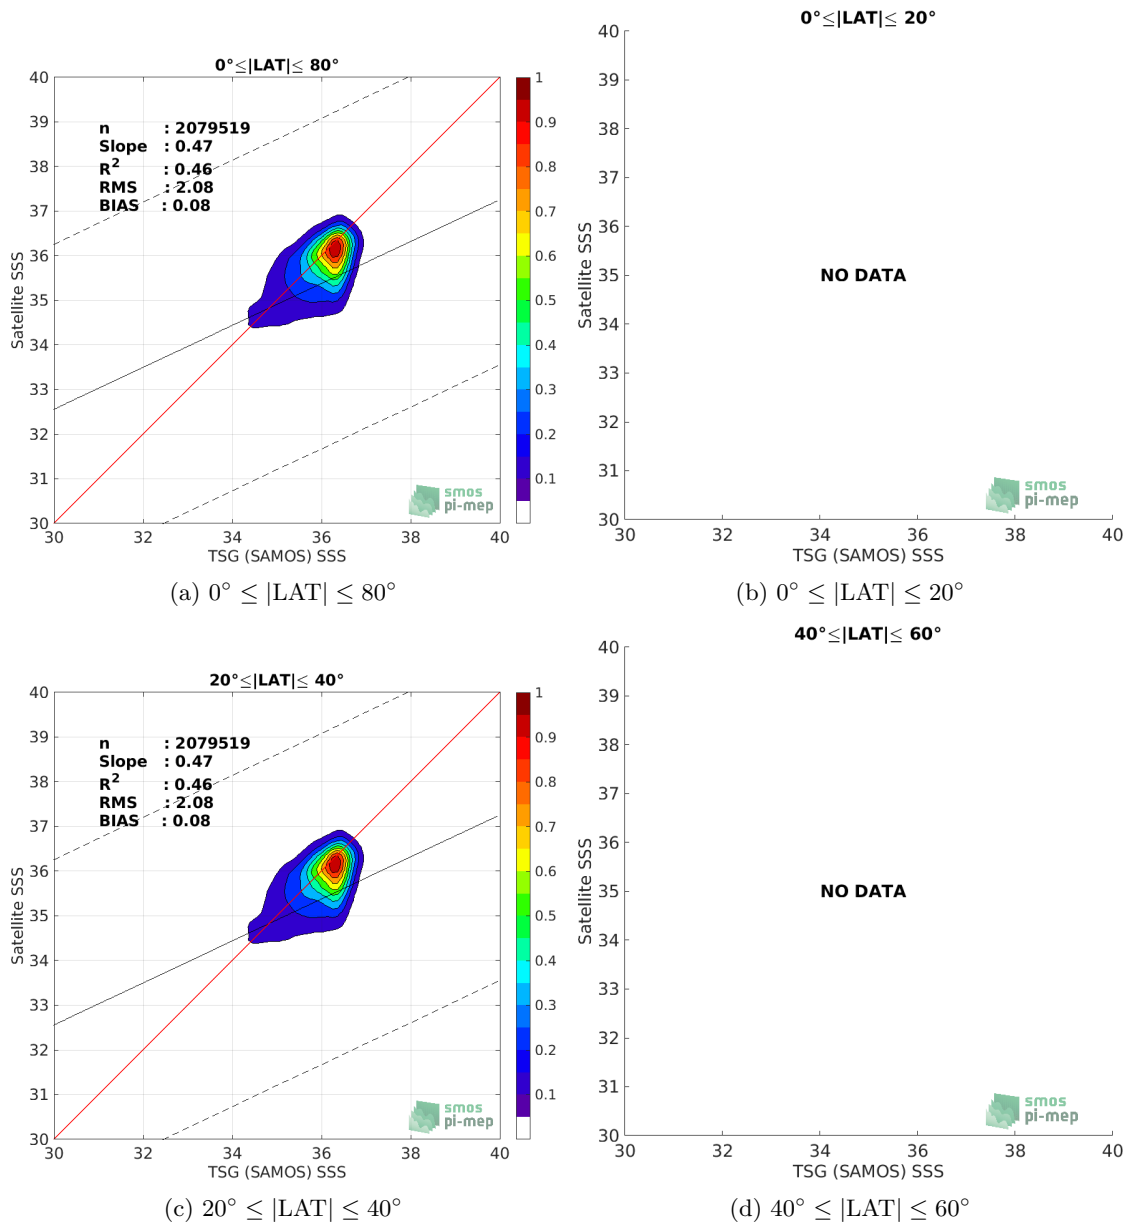 0°≤|LAT|≤ 80°
40
39
38
37
36
35
34
33
32
31
30
Satellite SSS
n : 2079519
Slope : 0.47
R² : 0.46
RMS : 2.08
BIAS : 0.08
smos
pi-mep
30 32 34 36 38 40
TSG (SAMOS) SSS
1
0.9
0.8
0.7
0.6
0.5
0.4
0.3
0.2
0.1
(a) 0° ≤ |LAT| ≤ 80°
0°≤|LAT|≤ 20°
40
39
38
37
36
35
34
33
32
31
30
Satellite SSS
NO DATA
smos
pi-mep
30 32 34 36 38 40
TSG (SAMOS) SSS
(b) 0° ≤ |LAT| ≤ 20°
20°≤|LAT|≤ 40°
40
39
38
37
36
35
34
33
32
31
30
Satellite SSS
n : 2079519
Slope : 0.47
R² : 0.46
RMS : 2.08
BIAS : 0.08
smos
pi-mep
30 32 34 36 38 40
TSG (SAMOS) SSS
1
0.9
0.8
0.7
0.6
0.5
0.4
0.3
0.2
0.1
(c) 20° ≤ |LAT| ≤ 40°
40°≤|LAT|≤ 60°
40
39
38
37
36
35
34
33
32
31
30
Satellite SSS
NO DATA
smos
pi-mep
30 32 34 36 38 40
TSG (SAMOS) SSS
(d) 40° ≤ |LAT| ≤ 60°